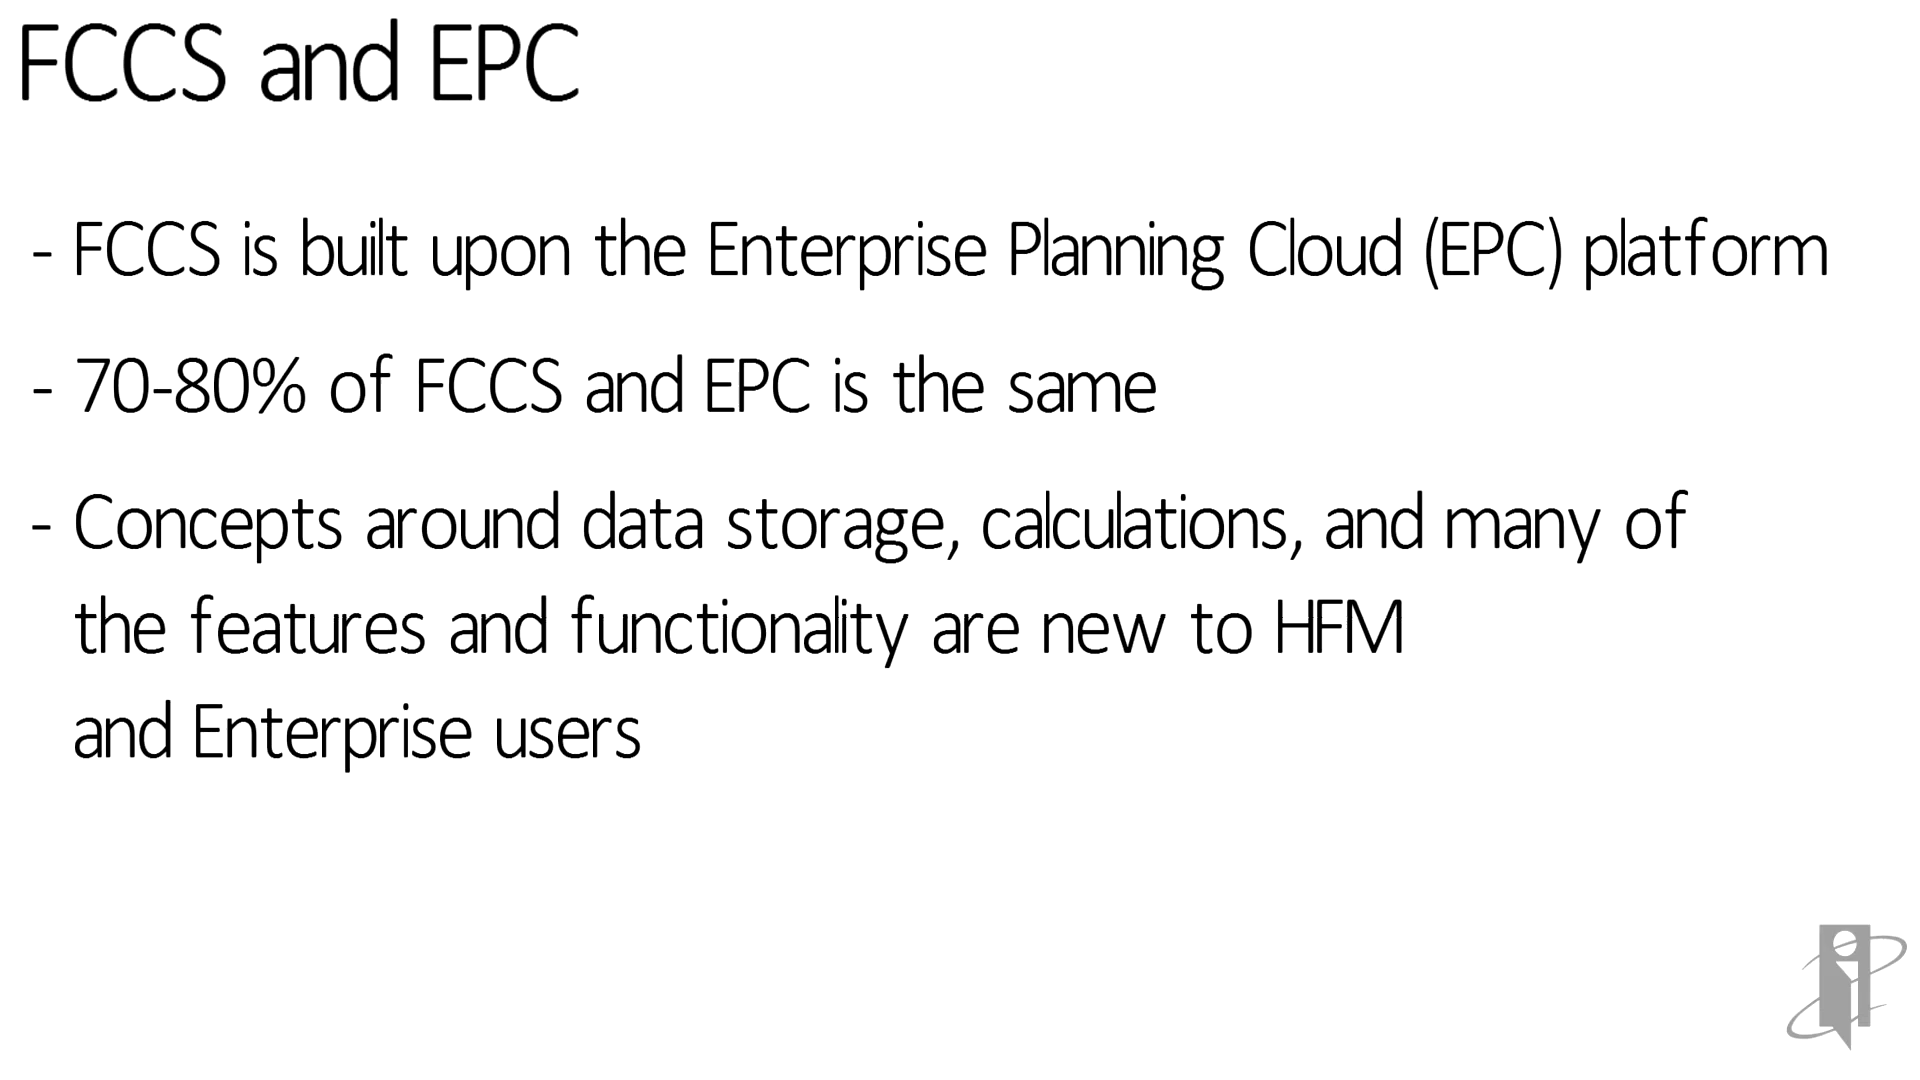 FCCS and EPC
- FCCS is built upon the Enterprise Planning Cloud (EPC) platform
- 70-80% of FCCS and EPC is the same
- Concepts around data storage, calculations, and many of
the features and functionality are new to HFM
and Enterprise users